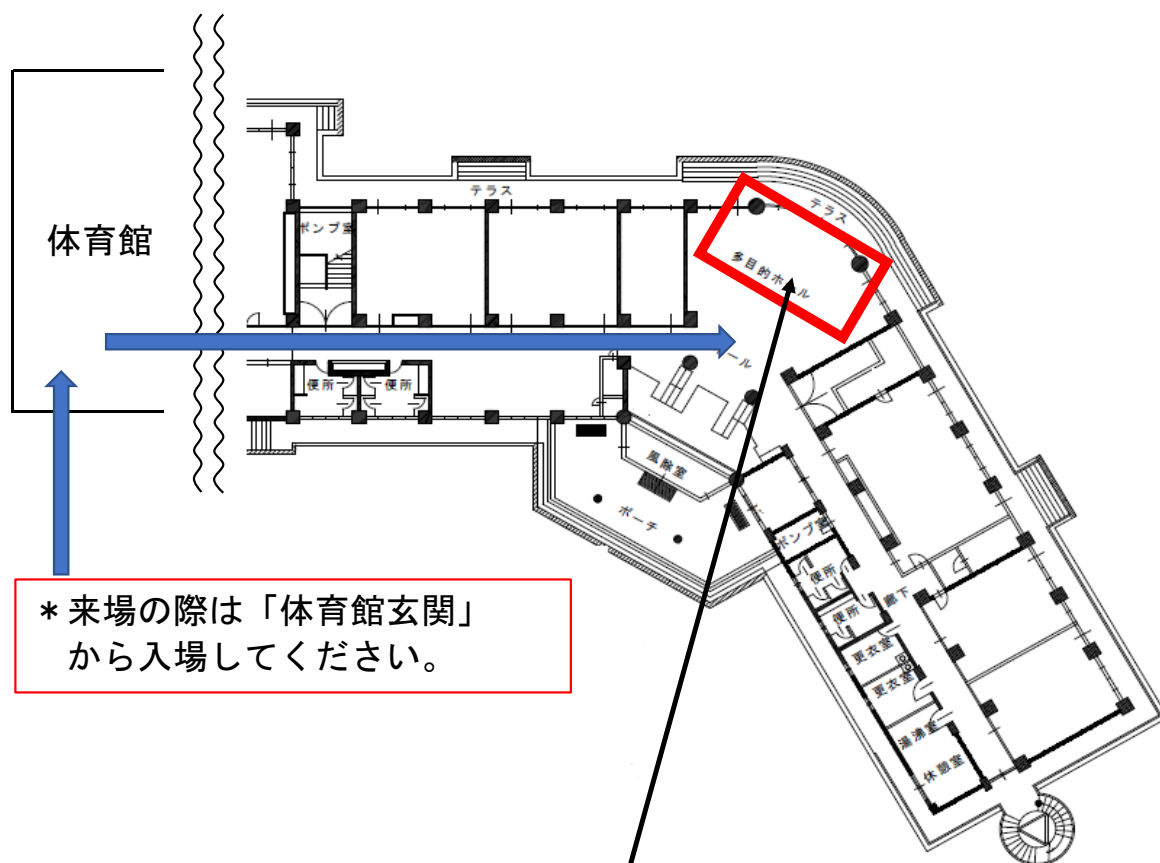 テラス
テラス
体育館
ポンプ室
多目的ホール
ール
便所
便所
風除室
ポーチ
ポンプ室
便所
便所
廊下
更衣室
更衣室
湯沸室
休憩室
*来場の際は「体育館玄関」
から入場してください。